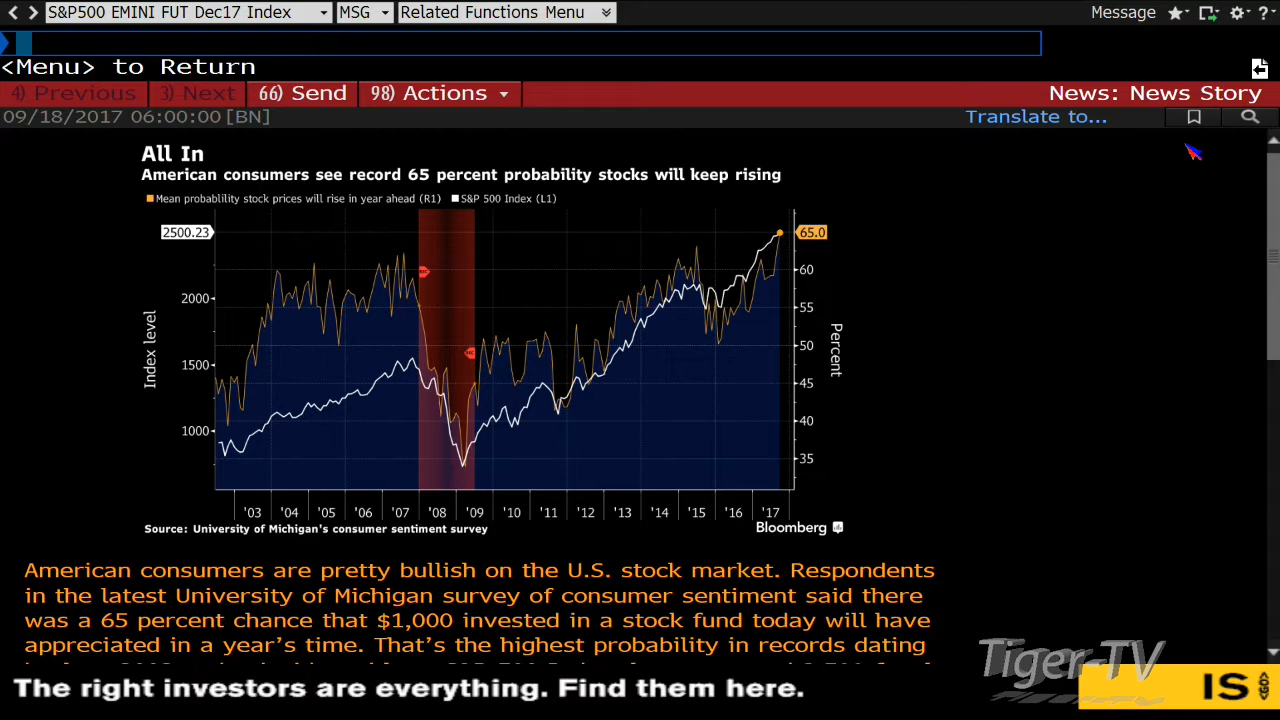 S&P500 EMINI FUT Dec17 Index MSG Related Functions Menu Message ?
<Menu> to Return
4) Previous 3) Next 66) Send 98) Actions News: News Story
09/18/2017 06:00:00 [BN] Translate to...
All In
American consumers see record 65 percent probability stocks will keep rising
Mean probablility stock prices will rise in year ahead (R1) S&P 500 Index (L1)
2500.23 65.0
60
2000 55
50
1500 45
40
1000 35
Index level
Percent
'03 '04 '05 '06 '07 '08 '09 '10 '11 '12 '13 '14 '15 '16 '17
Source: University of Michigan's consumer sentiment survey Bloomberg
American consumers are pretty bullish on the U.S. stock market. Respondents
in the latest University of Michigan survey of consumer sentiment said there
was a 65 percent chance that $1,000 invested in a stock fund today will have
appreciated in a year's time. That's the highest probability in records dating
Tiger-TV
The right investors are everything. Find them here. IS